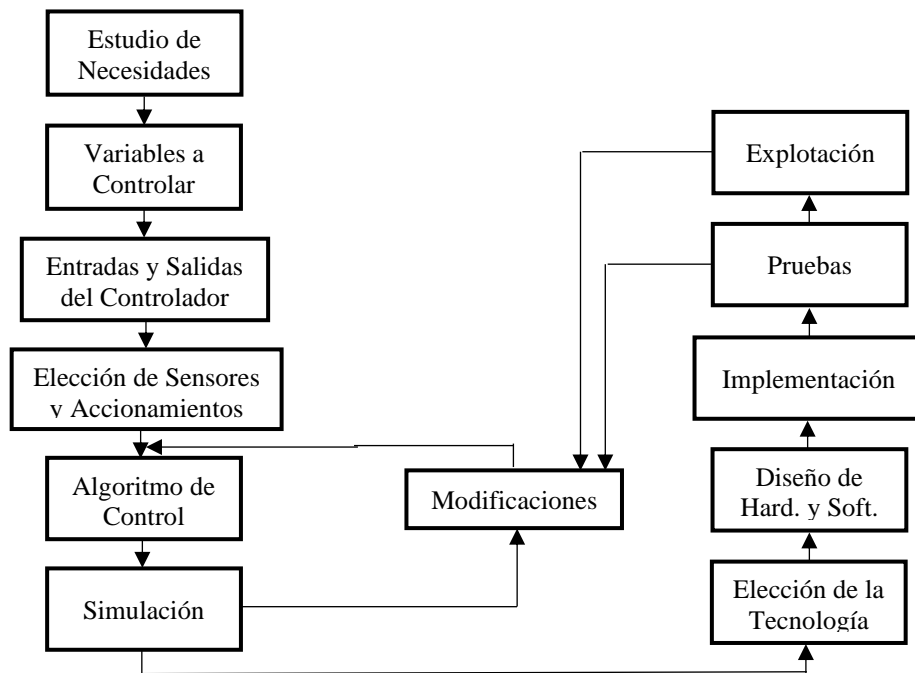 Estudio de
Necesidades
Variables a
Controlar
Entradas y Salidas
del Controlador
Elección de Sensores
y Accionamientos
Algoritmo de
Control
Simulación
Modificaciones
Explotación
Pruebas
Implementación
Diseño de
Hard. y Soft.
Elección de la
Tecnología